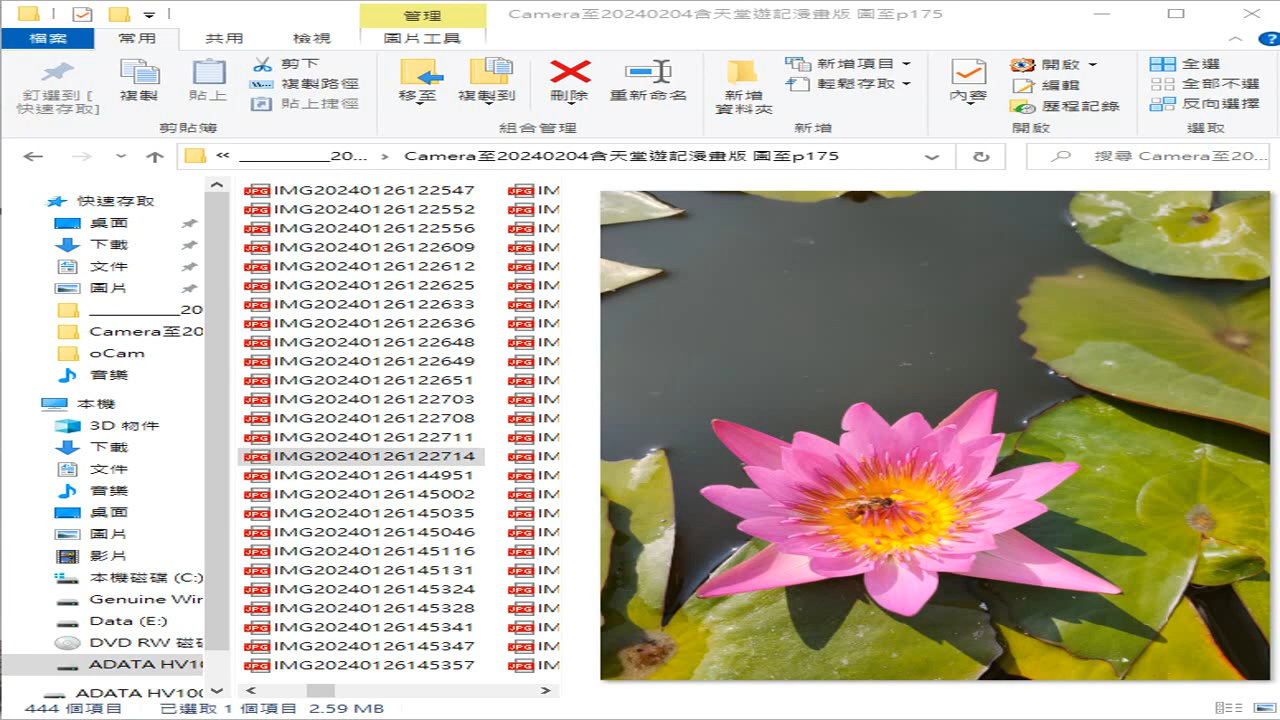 管理
Camera至20240204含天堂遊記漫畫版 圖至p175
檔案 常用 共用 檢視 圖片工具
釘選到 [快速存取]
複製
貼上
剪下
複製路徑
貼上捷徑
剪貼簿
移至
複製到
刪除
重新命名
組合管理
新增資料夾
新增項目
輕鬆存取
新增
內容
開啟
編輯
歷程記錄
開啟
全選
全部不選
反向選擇
選取
« __________20... › Camera至20240204含天堂遊記漫畫版 圖至p175
搜尋 Camera至20...
快速存取
桌面
下載
文件
圖片
__________20
Camera至20
oCam
音樂
本機
3D 物件
下載
文件
音樂
桌面
圖片
影片
本機磁碟 (C:)
Genuine Wir
Data (E:)
DVD RW 磁
ADATA HV10
ADATA HV100
IMG20240126122547
IMG20240126122552
IMG20240126122556
IMG20240126122609
IMG20240126122612
IMG20240126122625
IMG20240126122633
IMG20240126122636
IMG20240126122648
IMG20240126122649
IMG20240126122651
IMG20240126122703
IMG20240126122708
IMG20240126122711
IMG20240126122714
IMG20240126144951
IMG20240126145002
IMG20240126145035
IMG20240126145046
IMG20240126145116
IMG20240126145131
IMG20240126145324
IMG20240126145328
IMG20240126145341
IMG20240126145347
IMG20240126145357
444 個項目 已選取 1 個項目 2.59 MB